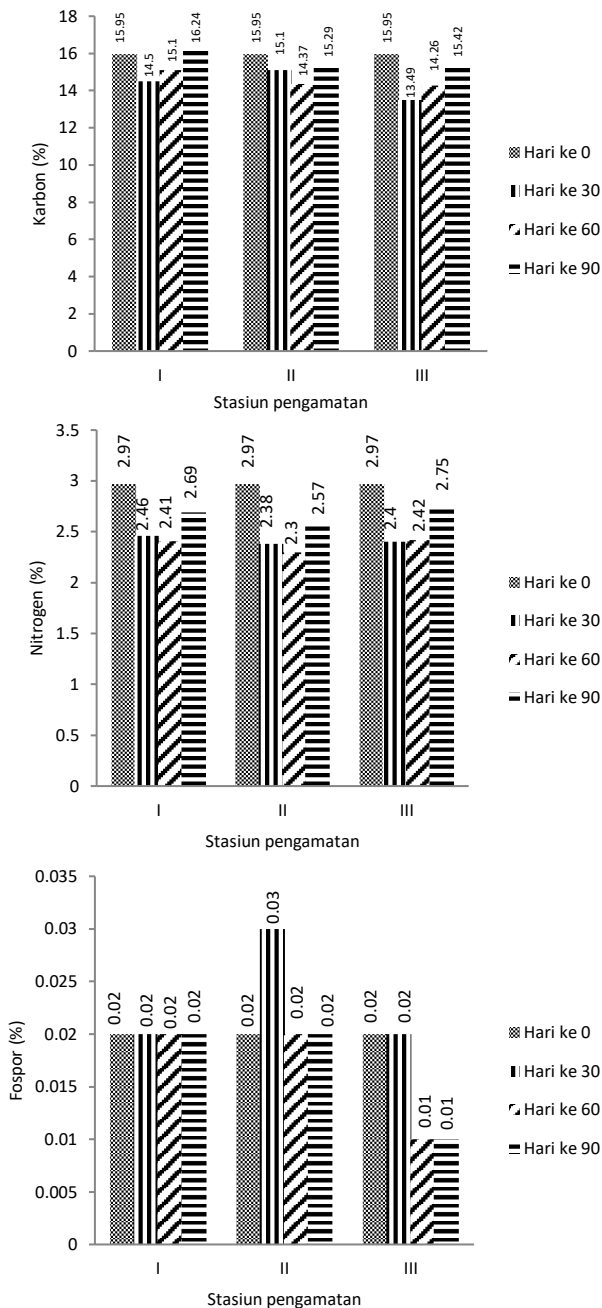 18
16
14
12
10
8
6
4
2
0
Karbon (%)
15.95
14.5
15.1
16.24
15.95
15.1
14.37
15.29
15.95
13.49
14.26
15.42
I
II
III
Stasiun pengamatan
Hari ke 0
Hari ke 30
Hari ke 60
Hari ke 90
3.5
3
2.5
2
1.5
1
0.5
0
Nitrogen (%)
2.97
2.46
2.41
2.69
2.97
2.38
2.3
2.57
2.97
2.4
2.42
2.75
I
II
III
Stasiun pengamatan
Hari ke 0
Hari ke 30
Hari ke 60
Hari ke 90
0.035
0.03
0.025
0.02
0.015
0.01
0.005
0
Fospor (%)
0.02
0.02
0.02
0.02
0.02
0.03
0.02
0.02
0.02
0.02
0.01
0.01
I
II
III
Stasiun pengamatan
Hari ke 0
Hari ke 30
Hari ke 60
Hari ke 90